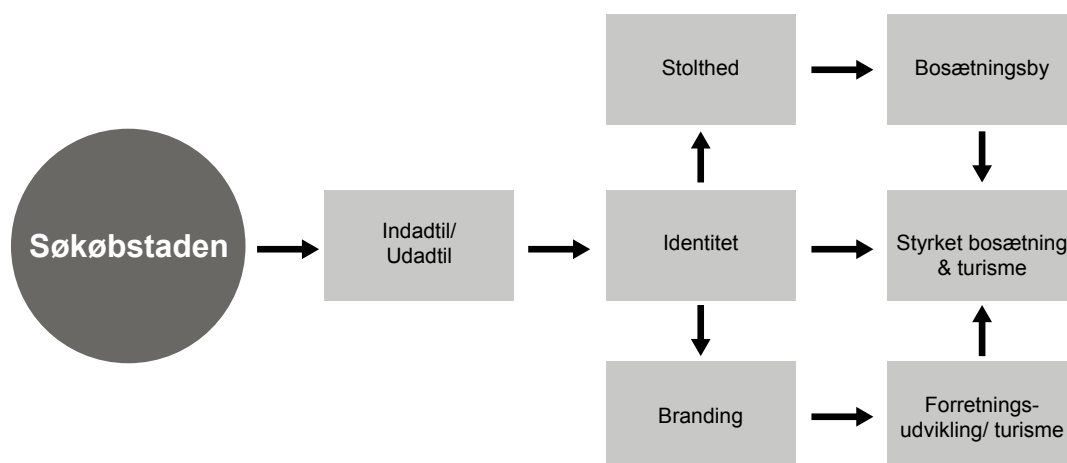 Stolthed
Bosætningsby
Søkøbstaden
Indadtil/
Udadtil
Identitet
Styrket bosætning
& turisme
Branding
Forretnings-
udvikling/ turisme